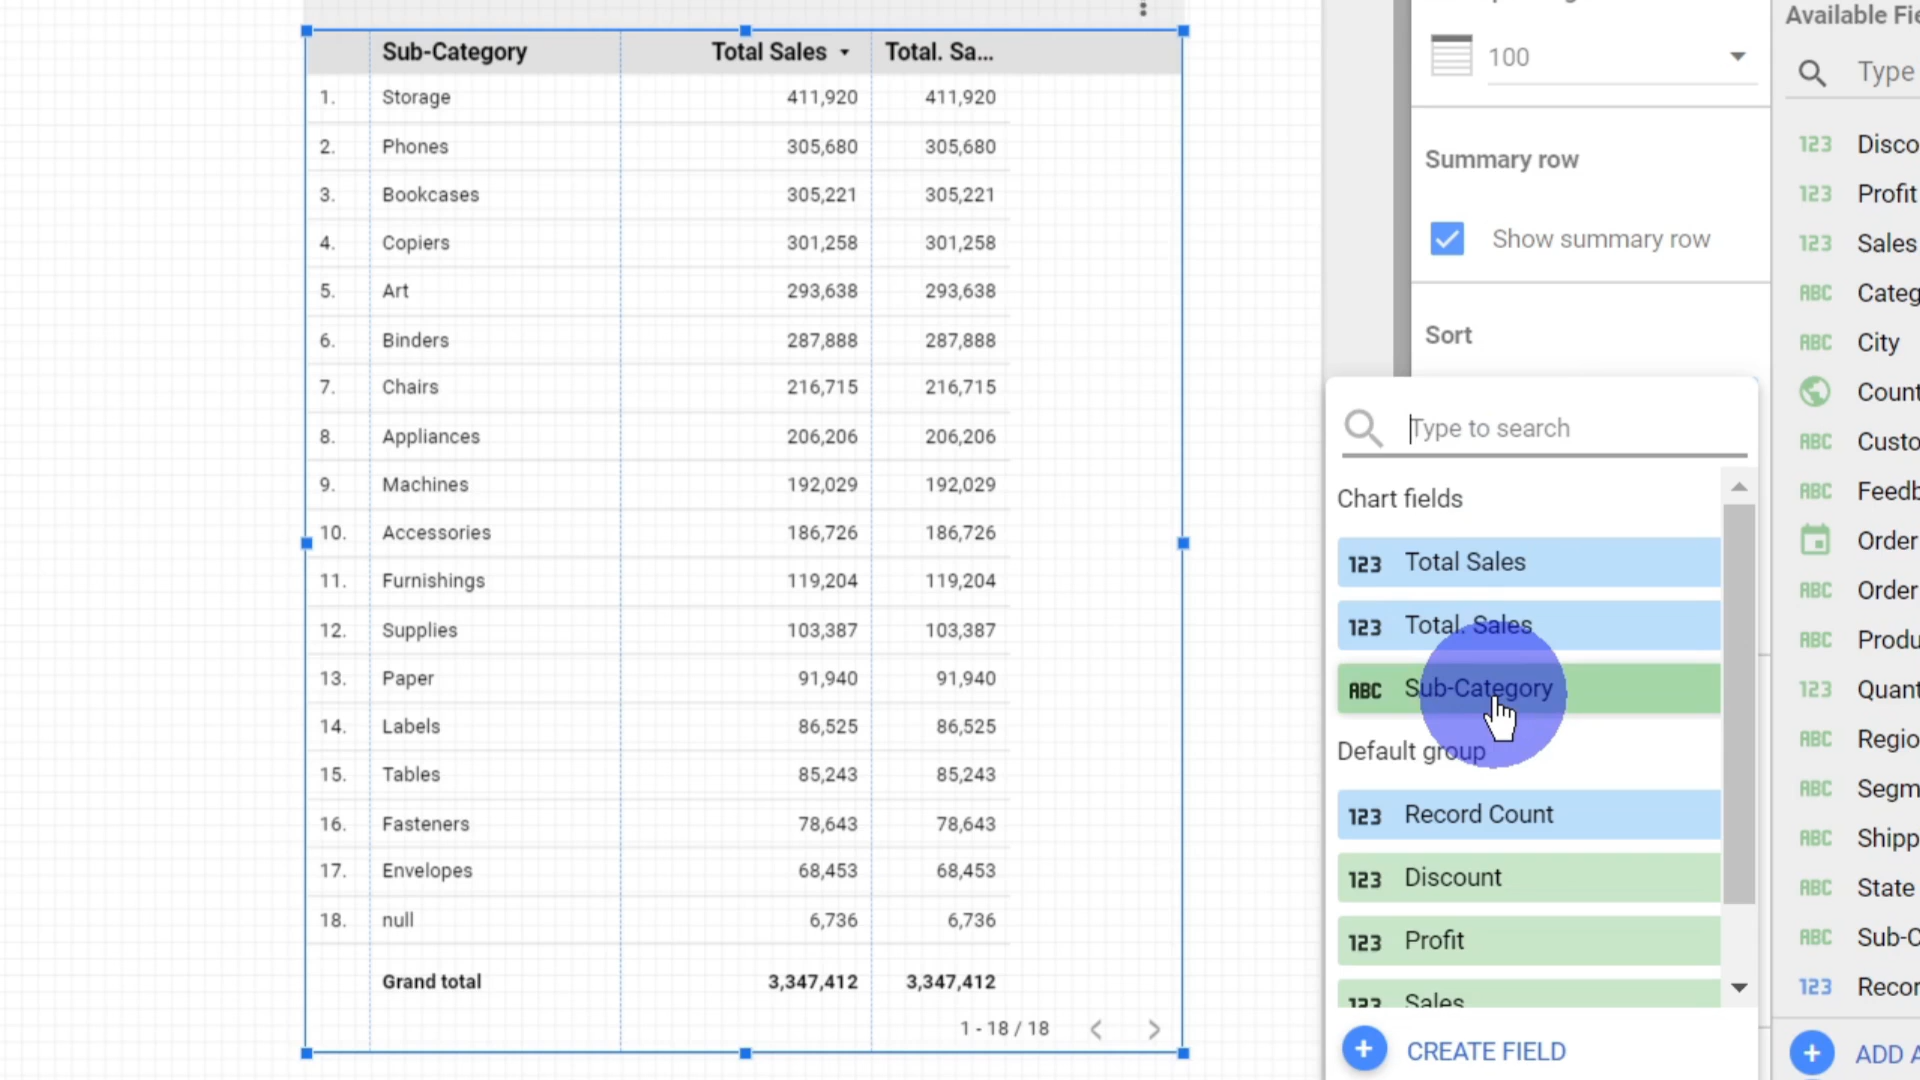 Sub-Category Total Sales Total. Sa...
1. Storage 411,920 411,920
2. Phones 305,680 305,680
3. Bookcases 305,221 305,221
4. Copiers 301,258 301,258
5. Art 293,638 293,638
6. Binders 287,888 287,888
7. Chairs 216,715 216,715
8. Appliances 206,206 206,206
9. Machines 192,029 192,029
10. Accessories 186,726 186,726
11. Furnishings 119,204 119,204
12. Supplies 103,387 103,387
13. Paper 91,940 91,940
14. Labels 86,525 86,525
15. Tables 85,243 85,243
16. Fasteners 78,643 78,643
17. Envelopes 68,453 68,453
18. null 6,736 6,736
Grand total 3,347,412 3,347,412
1 - 18 / 18
100
Summary row
Show summary row
Sort
Type to search
Chart fields
123 Total Sales
123 Total. Sales
ABC Sub-Category
Default group
123 Record Count
123 Discount
123 Profit
123 Sales
CREATE FIELD
Available Fie
Type
123 Disco
123 Profit
123 Sales
ABC Categ
ABC City
Count
ABC Custo
ABC Feedb
Order
ABC Order
ABC Produ
123 Quant
ABC Regio
ABC Segm
ABC Shipp
ABC State
ABC Sub-C
123 Recor
ADD A